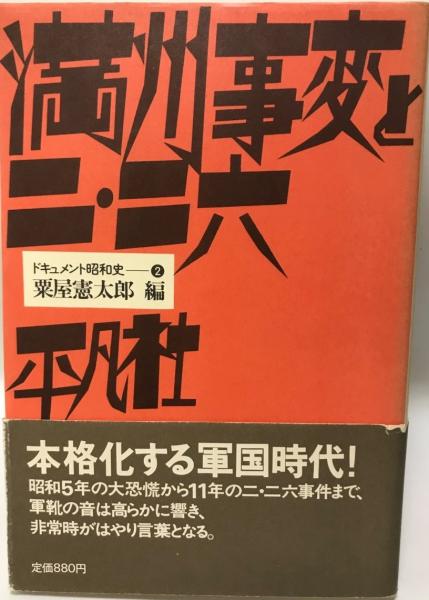 満州事変と
二・二六
ドキュメント昭和史──❷
粟屋憲太郎 編
平凡社
本格化する軍国時代!
昭和5年の大恐慌から11年の二・二六事件まで、
軍靴の音は高らかに響き、
非常時がはやり言葉となる。
定価880円